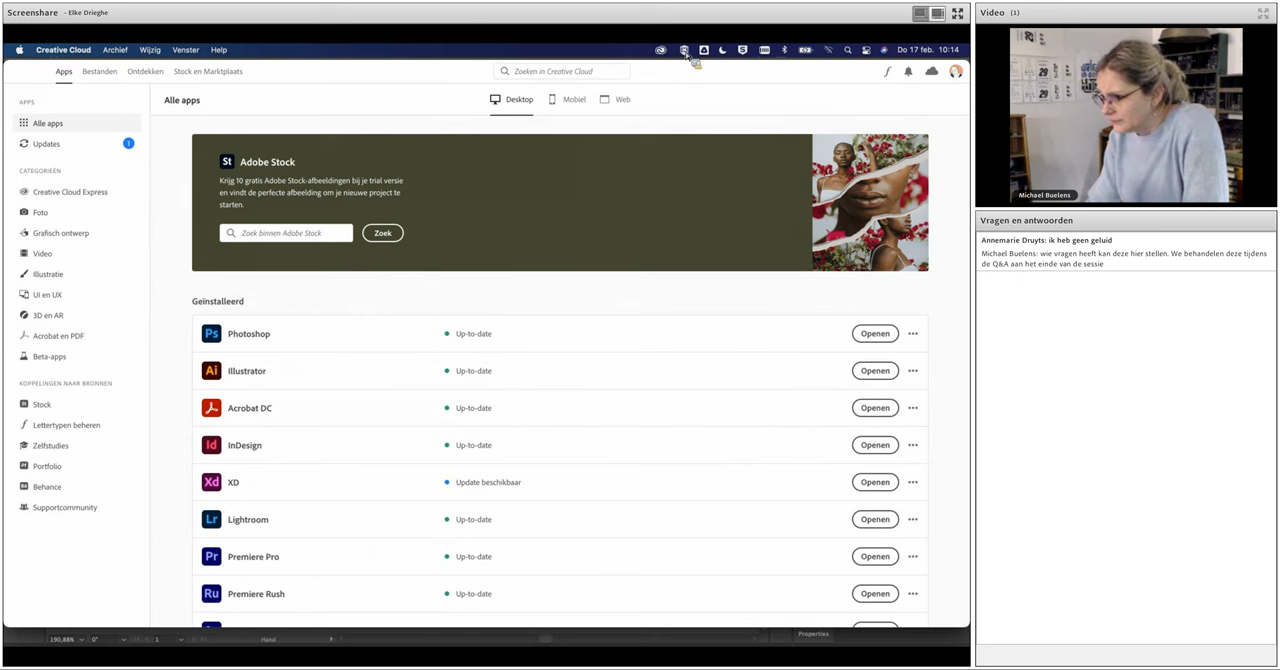 Screenshare - Elke Drieghe
Creative Cloud Archief Wijzig Venster Help
Do 17 feb. 10:14
Apps Bestanden Ontdekken Stock en Marktplaats
Zoeken in Creative Cloud
APPS
Alle apps
Updates 1
CATEGORIEËN
Creative Cloud Express
Foto
Grafisch ontwerp
Video
Illustratie
UI en UX
3D en AR
Acrobat en PDF
Beta-apps
KOPPELINGEN NAAR BRONNEN
Stock
Lettertypen beheren
Zelfstudies
Portfolio
Behance
Supportcommunity
Alle apps
Desktop Mobiel Web
St Adobe Stock
Krijg 10 gratis Adobe Stock-afbeeldingen bij je trial versie
en vindt de perfecte afbeelding om je nieuwe project te
starten.
Zoek binnen Adobe Stock Zoek
Geïnstalleerd
Ps Photoshop Up-to-date Openen
Ai Illustrator Up-to-date Openen
Acrobat DC Up-to-date Openen
Id InDesign Up-to-date Openen
Xd XD Update beschikbaar Openen
Lr Lightroom Up-to-date Openen
Pr Premiere Pro Up-to-date Openen
Ru Premiere Rush Up-to-date Openen
190,88% 0° 1 Hand
Properties
Video (1)
29
Michael Buelens
Vragen en antwoorden
Annemarie Druyts: ik heb geen geluid
Michael Buelens: wie vragen heeft kan deze hier stellen. We behandelen deze tijdens
de Q&A aan het einde van de sessie